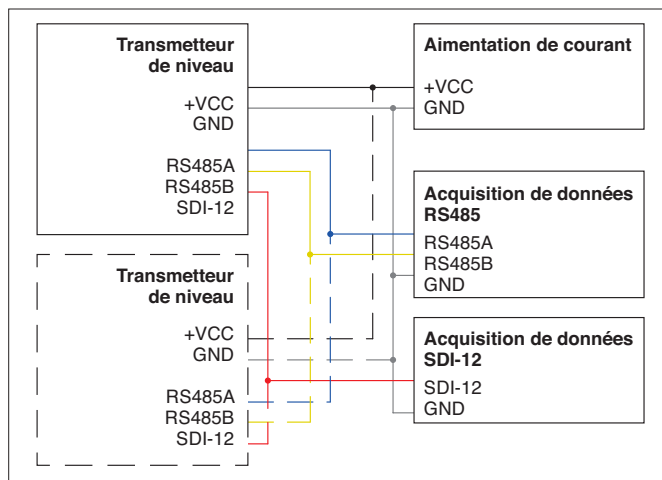 Transmetteur
de niveau
+VCC
GND
RS485A
RS485B
SDI-12
Aimentation de courant
+VCC
GND
Acquisition de données
RS485
RS485A
RS485B
GND
Transmetteur
de niveau
+VCC
GND
RS485A
RS485B
SDI-12
Acquisition de données
SDI-12
SDI-12
GND